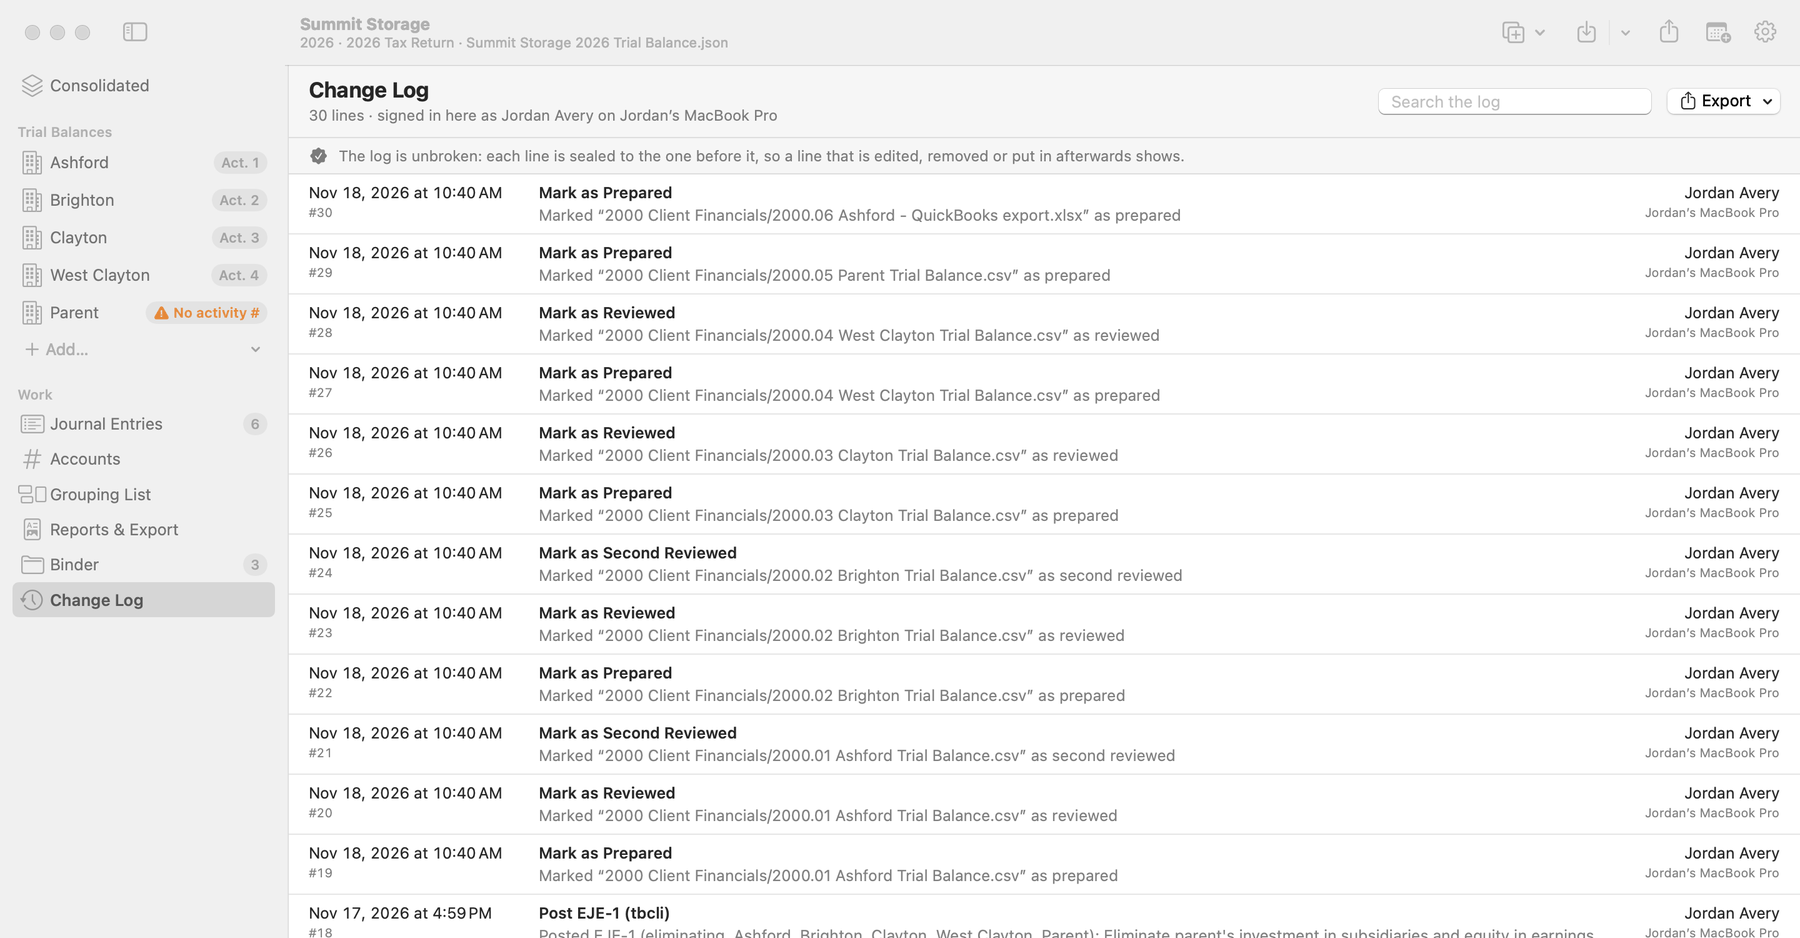 Summit Storage
2026 · 2026 Tax Return · Summit Storage 2026 Trial Balance.json
Consolidated
Trial Balances
Ashford Act. 1
Brighton Act. 2
Clayton Act. 3
West Clayton Act. 4
Parent No activity #
Add...
Work
Journal Entries 6
Accounts
Grouping List
Reports & Export
Binder 3
Change Log
Change Log
30 lines · signed in here as Jordan Avery on Jordan’s MacBook Pro
Search the log
Export
The log is unbroken: each line is sealed to the one before it, so a line that is edited, removed or put in afterwards shows.
Nov 18, 2026 at 10:40 AM Mark as Prepared Jordan Avery
#30 Marked “2000 Client Financials/2000.06 Ashford - QuickBooks export.xlsx” as prepared Jordan’s MacBook Pro
Nov 18, 2026 at 10:40 AM Mark as Prepared Jordan Avery
#29 Marked “2000 Client Financials/2000.05 Parent Trial Balance.csv” as prepared Jordan’s MacBook Pro
Nov 18, 2026 at 10:40 AM Mark as Reviewed Jordan Avery
#28 Marked “2000 Client Financials/2000.04 West Clayton Trial Balance.csv” as reviewed Jordan’s MacBook Pro
Nov 18, 2026 at 10:40 AM Mark as Prepared Jordan Avery
#27 Marked “2000 Client Financials/2000.04 West Clayton Trial Balance.csv” as prepared Jordan’s MacBook Pro
Nov 18, 2026 at 10:40 AM Mark as Reviewed Jordan Avery
#26 Marked “2000 Client Financials/2000.03 Clayton Trial Balance.csv” as reviewed Jordan’s MacBook Pro
Nov 18, 2026 at 10:40 AM Mark as Prepared Jordan Avery
#25 Marked “2000 Client Financials/2000.03 Clayton Trial Balance.csv” as prepared Jordan’s MacBook Pro
Nov 18, 2026 at 10:40 AM Mark as Second Reviewed Jordan Avery
#24 Marked “2000 Client Financials/2000.02 Brighton Trial Balance.csv” as second reviewed Jordan’s MacBook Pro
Nov 18, 2026 at 10:40 AM Mark as Reviewed Jordan Avery
#23 Marked “2000 Client Financials/2000.02 Brighton Trial Balance.csv” as reviewed Jordan’s MacBook Pro
Nov 18, 2026 at 10:40 AM Mark as Prepared Jordan Avery
#22 Marked “2000 Client Financials/2000.02 Brighton Trial Balance.csv” as prepared Jordan’s MacBook Pro
Nov 18, 2026 at 10:40 AM Mark as Second Reviewed Jordan Avery
#21 Marked “2000 Client Financials/2000.01 Ashford Trial Balance.csv” as second reviewed Jordan’s MacBook Pro
Nov 18, 2026 at 10:40 AM Mark as Reviewed Jordan Avery
#20 Marked “2000 Client Financials/2000.01 Ashford Trial Balance.csv” as reviewed Jordan’s MacBook Pro
Nov 18, 2026 at 10:40 AM Mark as Prepared Jordan Avery
#19 Marked “2000 Client Financials/2000.01 Ashford Trial Balance.csv” as prepared Jordan’s MacBook Pro
Nov 17, 2026 at 4:59 PM Post EJE-1 (tbcli) Jordan Avery
#18 Posted EJE-1 (eliminating, Ashford, Brighton, Clayton, West Clayton, Parent): Eliminate parent's investment in subsidiaries and equity in earnings Jordan’s MacBook Pro